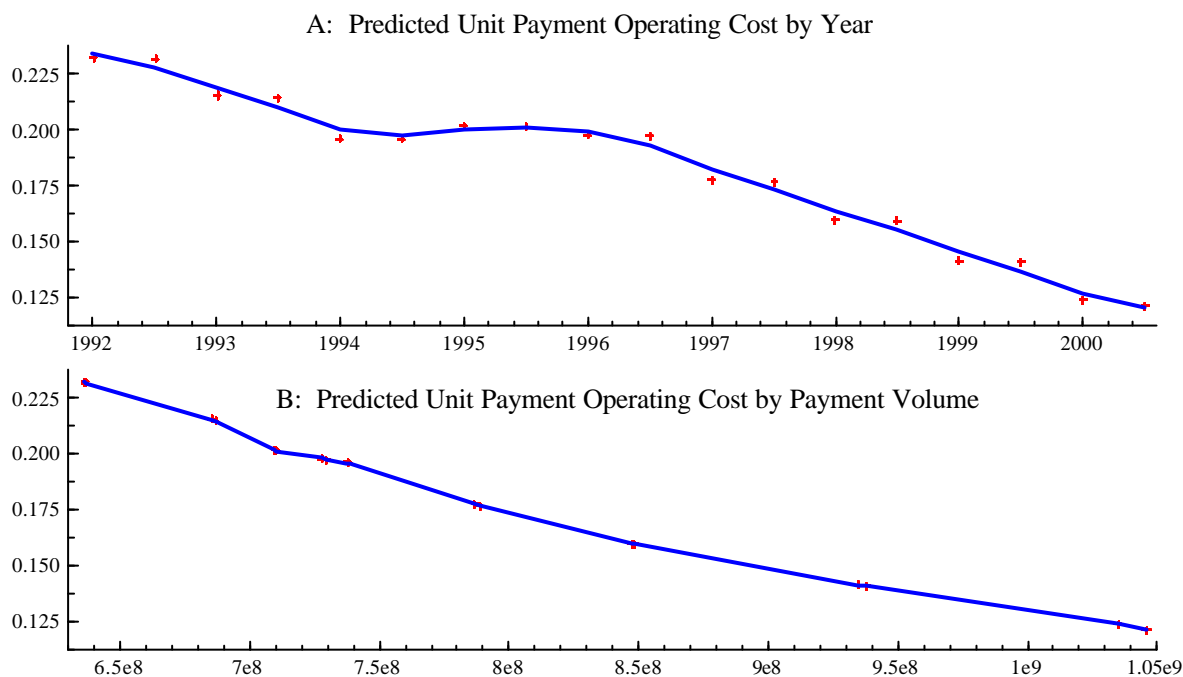 A: Predicted Unit Payment Operating Cost by Year
0.225
0.200
0.175
0.150
0.125
1992 1993 1994 1995 1996 1997 1998 1999 2000
B: Predicted Unit Payment Operating Cost by Payment Volume
0.225
0.200
0.175
0.150
0.125
6.5e8 7e8 7.5e8 8e8 8.5e8 9e8 9.5e8 1e9 1.05e9